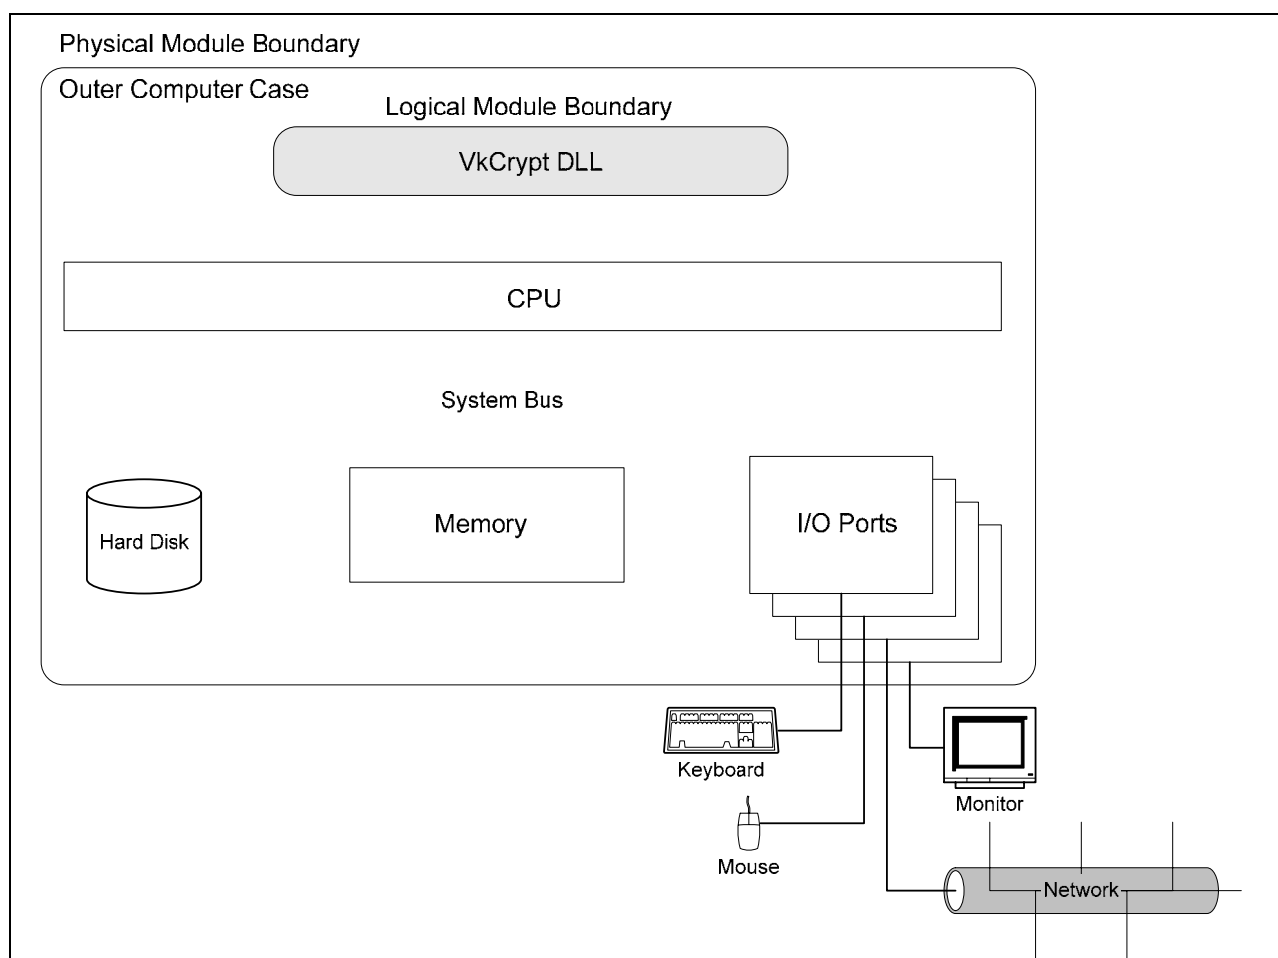 Physical Module Boundary
Outer Computer Case
Logical Module Boundary
VkCrypt DLL
CPU
System Bus
Hard Disk
Memory
I/O Ports
Keyboard
Monitor
Mouse
Network